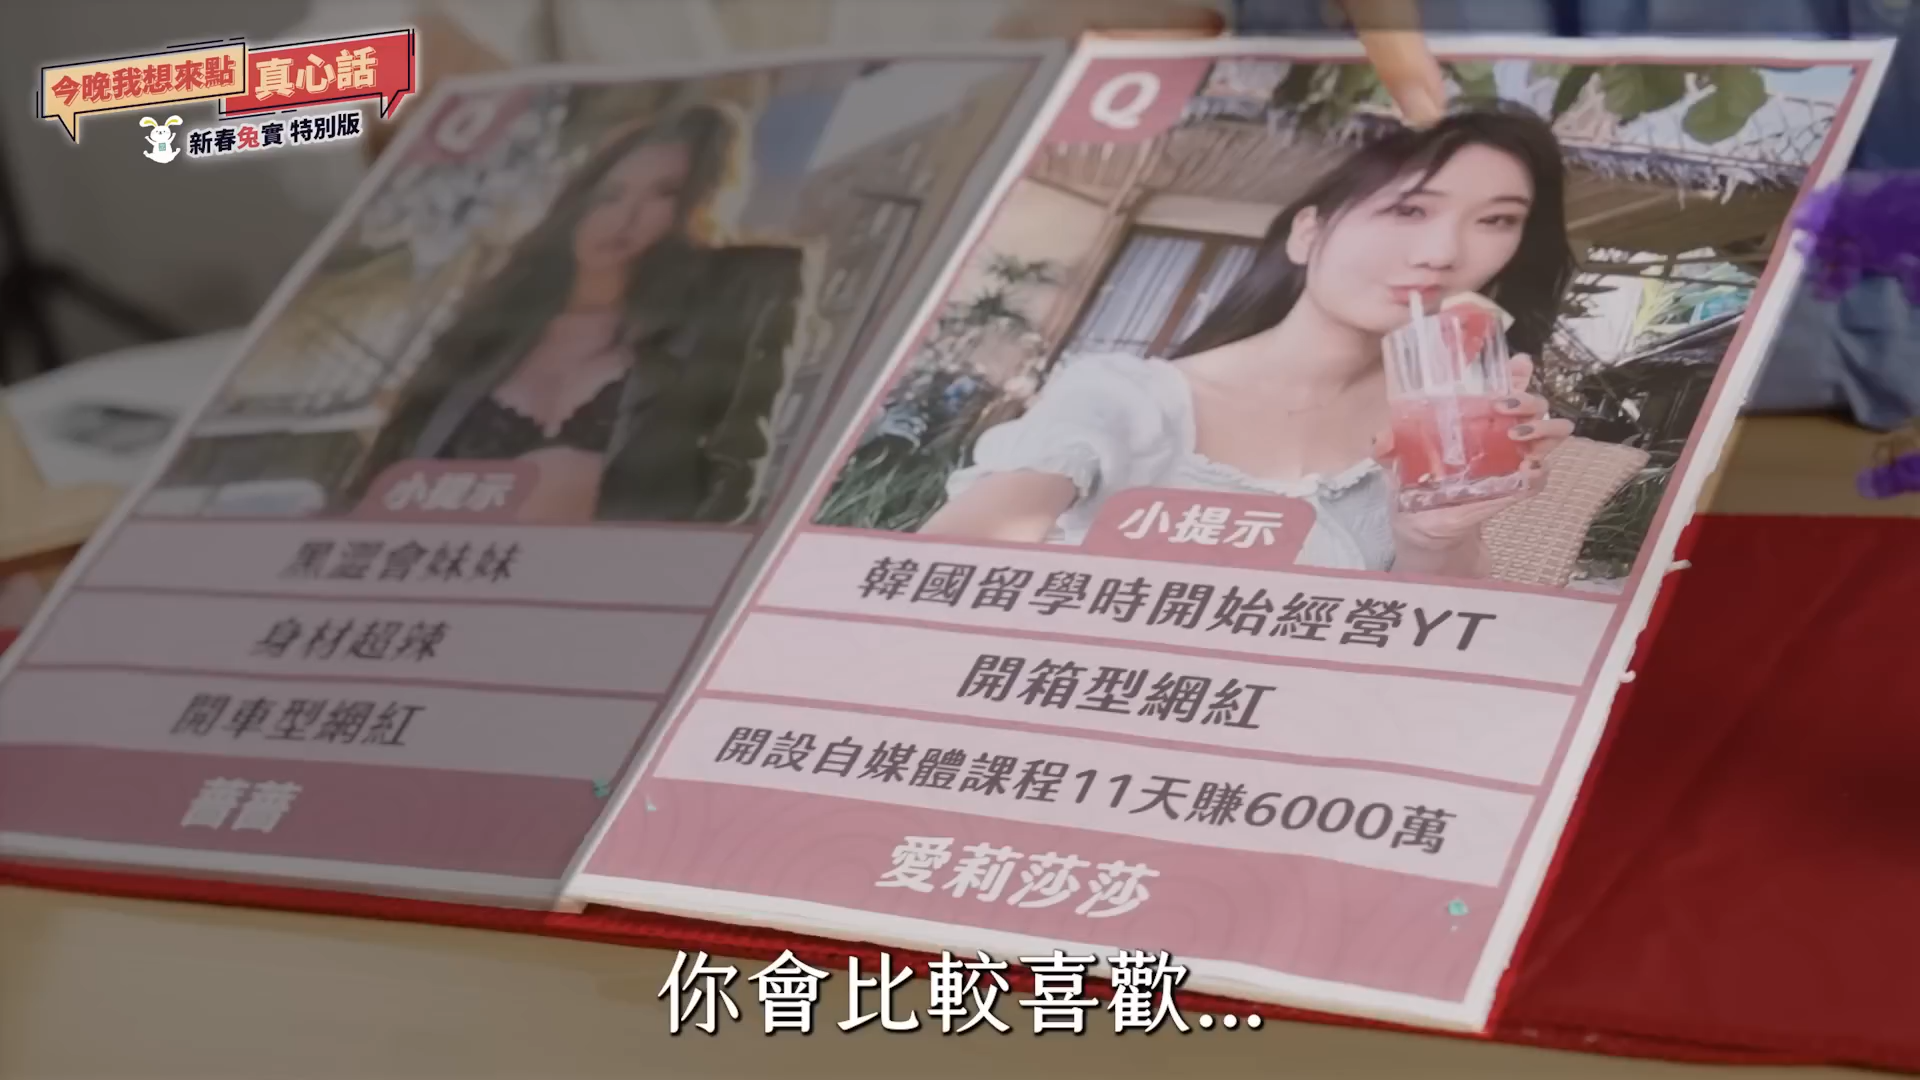 今晚我想來點 真心話
新春兔實 特別版
Q
小提示
黑澀會妹妹
身材超辣
開車型網紅
薔薔
Q
小提示
韓國留學時開始經營YT
開箱型網紅
開設自媒體課程11天賺6000萬
愛莉莎莎
你會比較喜歡...